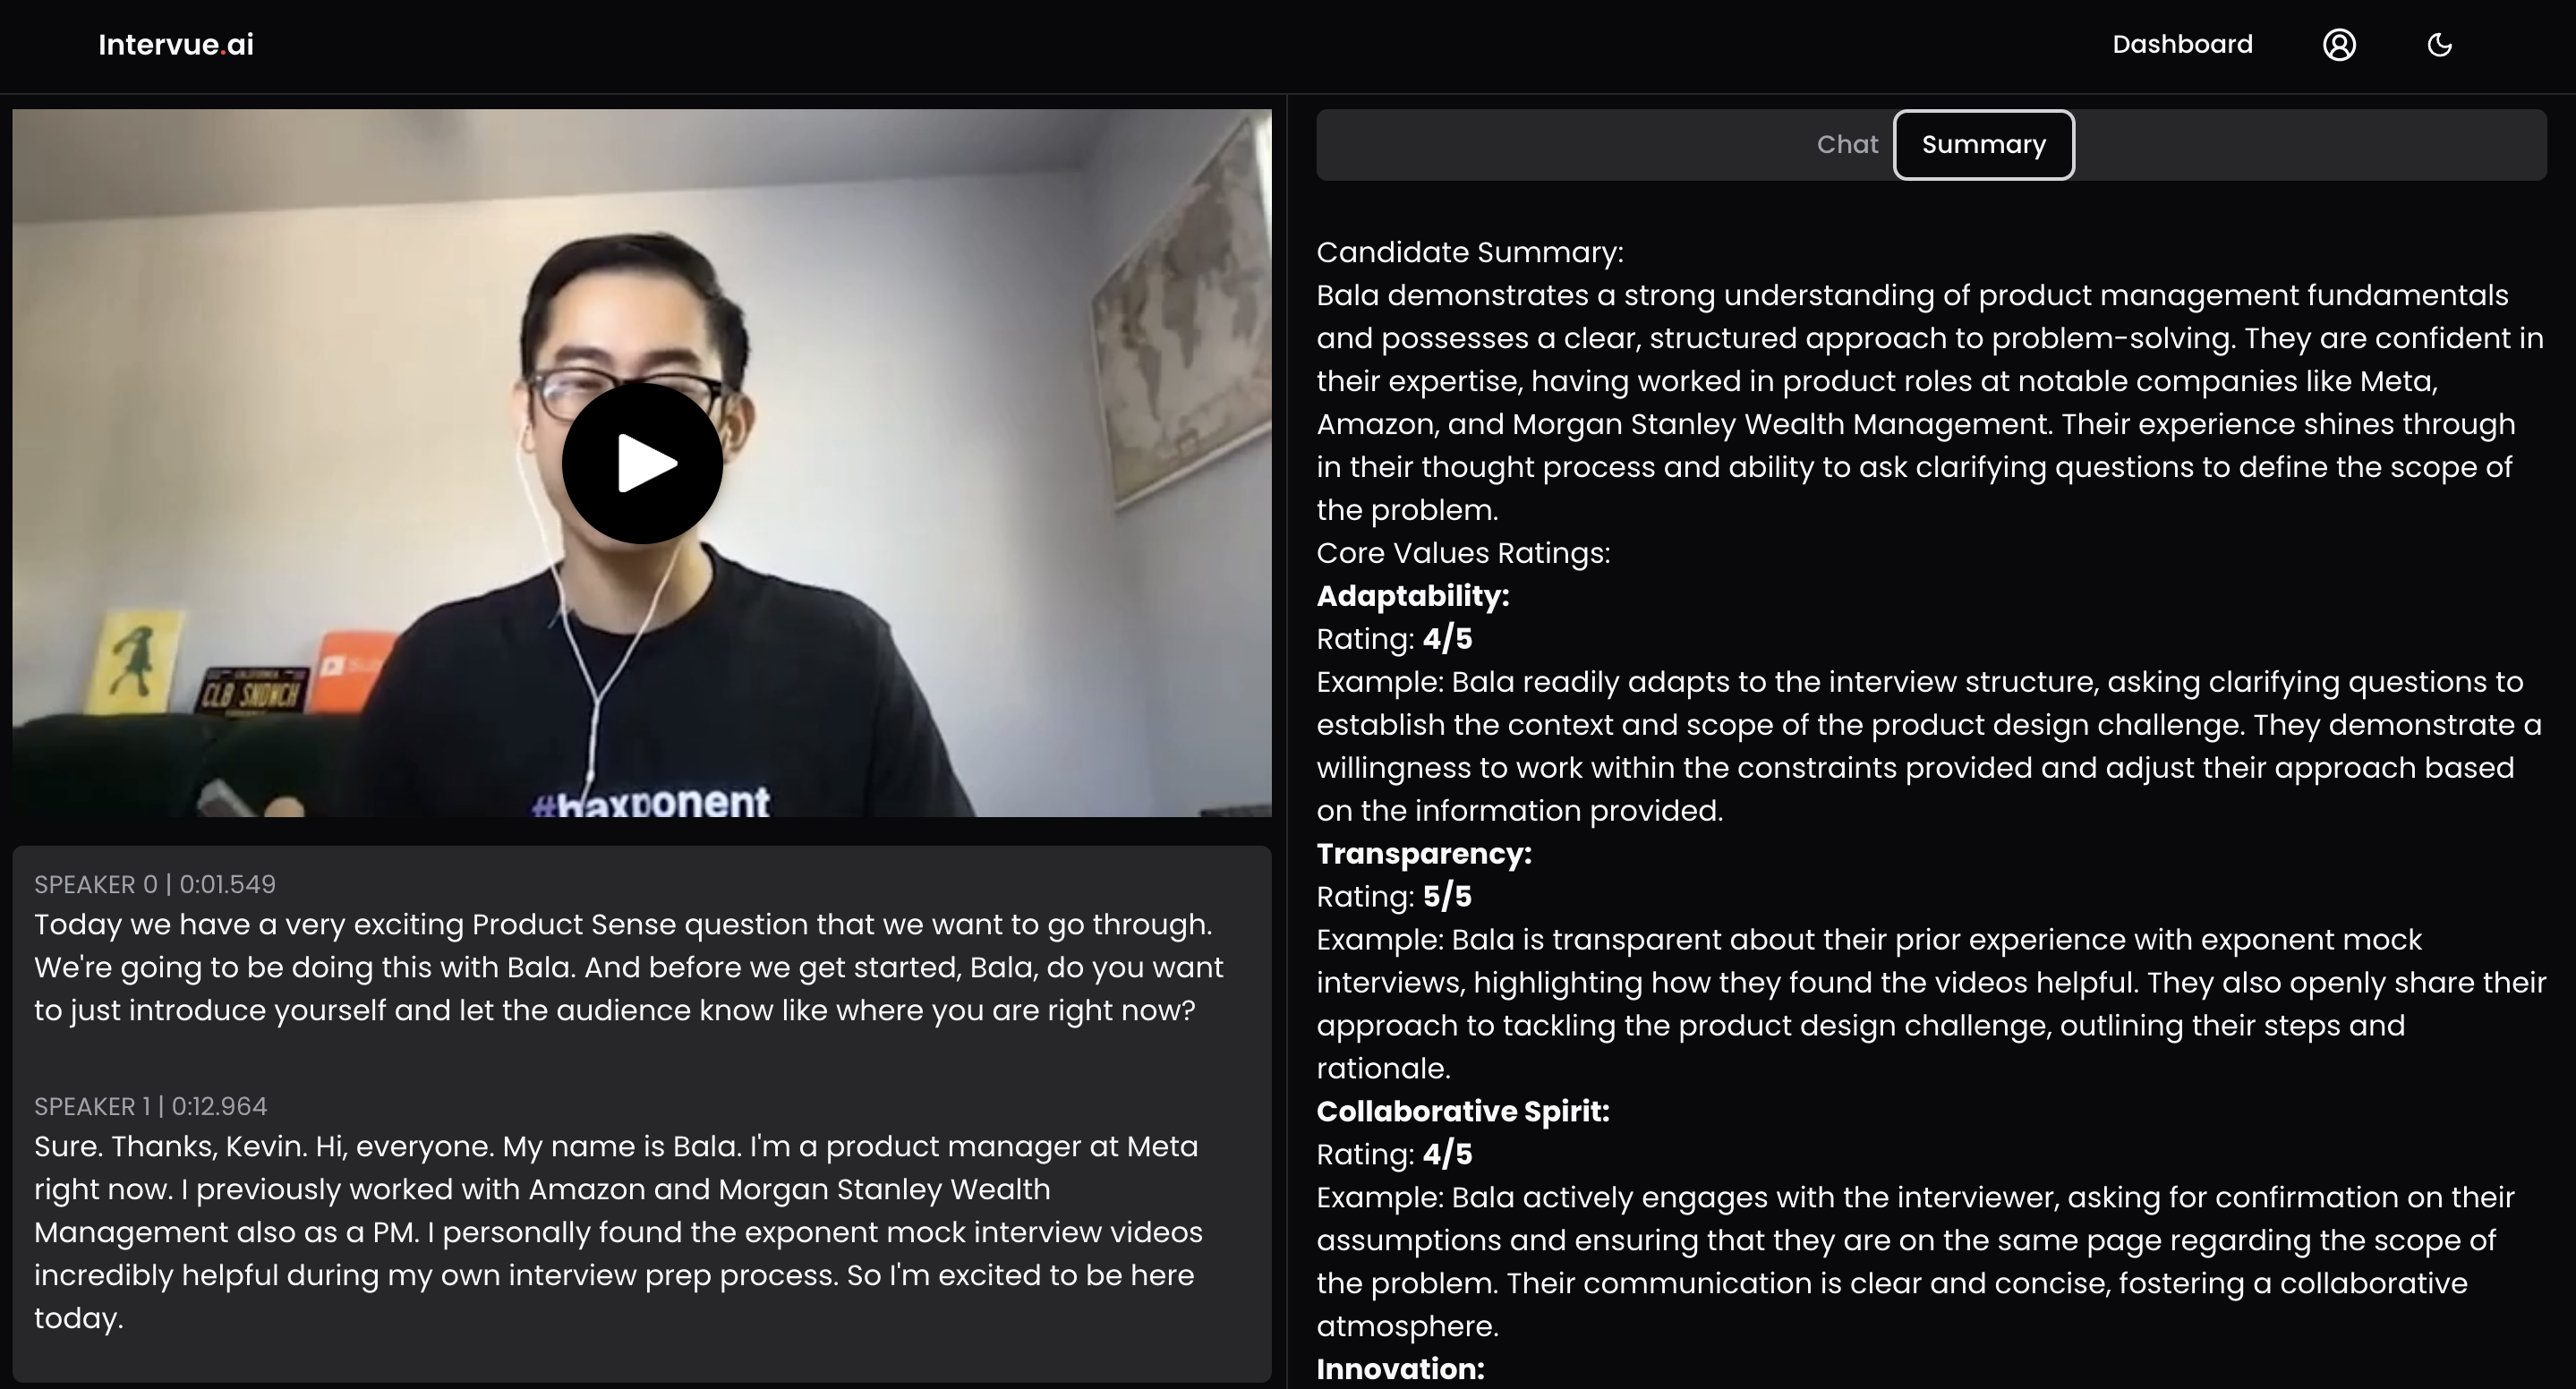 Intervue.ai
Dashboard
CLB SNDWCH
#haxponent
SPEAKER 0 | 0:01.549
Today we have a very exciting Product Sense question that we want to go through.
We're going to be doing this with Bala. And before we get started, Bala, do you want
to just introduce yourself and let the audience know like where you are right now?
SPEAKER 1 | 0:12.964
Sure. Thanks, Kevin. Hi, everyone. My name is Bala. I'm a product manager at Meta
right now. I previously worked with Amazon and Morgan Stanley Wealth
Management also as a PM. I personally found the exponent mock interview videos
incredibly helpful during my own interview prep process. So I'm excited to be here
today.
Chat
Summary
Candidate Summary:
Bala demonstrates a strong understanding of product management fundamentals
and possesses a clear, structured approach to problem-solving. They are confident in
their expertise, having worked in product roles at notable companies like Meta,
Amazon, and Morgan Stanley Wealth Management. Their experience shines through
in their thought process and ability to ask clarifying questions to define the scope of
the problem.
Core Values Ratings:
Adaptability:
Rating: 4/5
Example: Bala readily adapts to the interview structure, asking clarifying questions to
establish the context and scope of the product design challenge. They demonstrate a
willingness to work within the constraints provided and adjust their approach based
on the information provided.
Transparency:
Rating: 5/5
Example: Bala is transparent about their prior experience with exponent mock
interviews, highlighting how they found the videos helpful. They also openly share their
approach to tackling the product design challenge, outlining their steps and
rationale.
Collaborative Spirit:
Rating: 4/5
Example: Bala actively engages with the interviewer, asking for confirmation on their
assumptions and ensuring that they are on the same page regarding the scope of
the problem. Their communication is clear and concise, fostering a collaborative
atmosphere.
Innovation: